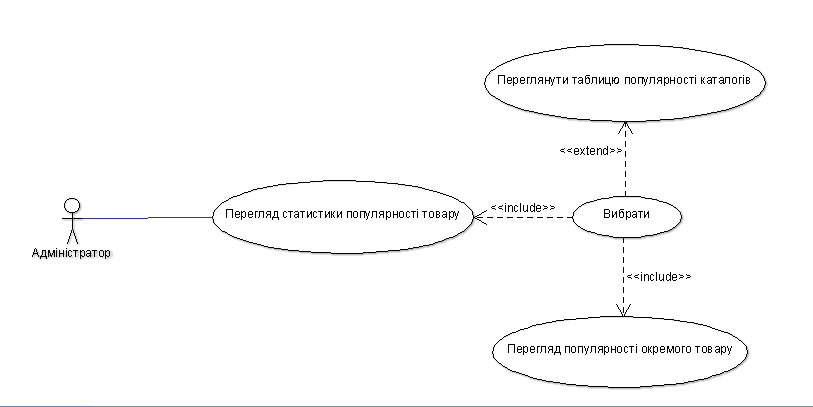 Переглянути таблицю популярності каталогів
<<extend>>
Перегляд статистики популярності товару
<<include>>
Вибрати
Адміністратор
<<include>>
Перегляд популярності окремого товару